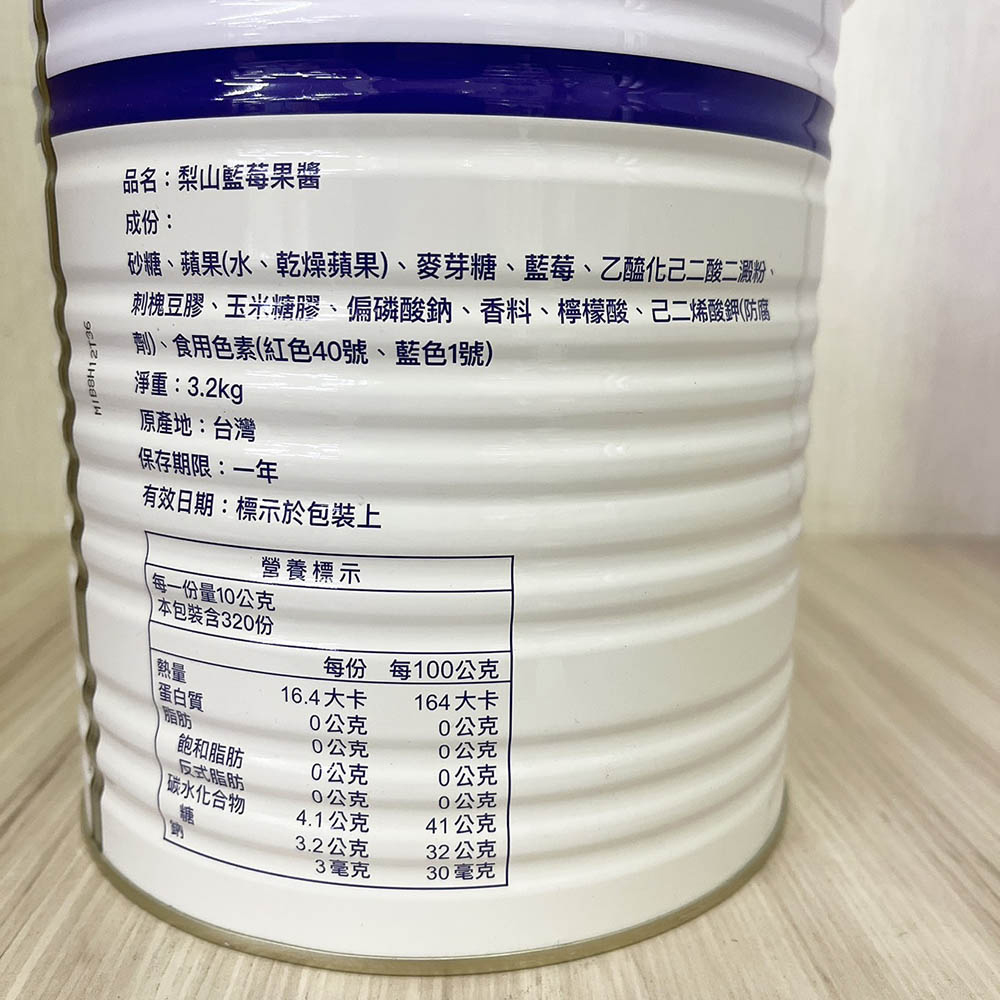 品名：梨山藍莓果醬
成份：
砂糖、蘋果(水、乾燥蘋果)、麥芽糖、藍莓、乙醯化己二酸二澱粉、
刺槐豆膠、玉米糖膠、偏磷酸鈉、香料、檸檬酸、己二烯酸鉀(防腐
劑)、食用色素(紅色40號、藍色1號)
淨重：3.2kg
原產地：台灣
保存期限：一年
有效日期：標示於包裝上
M1B8H12T36
營養標示
每一份量10公克
本包裝含320份
每份 每100公克
熱量 16.4大卡 164大卡
蛋白質 0公克 0公克
脂肪 0公克 0公克
飽和脂肪 0公克 0公克
反式脂肪 0公克 0公克
碳水化合物 4.1公克 41公克
糖 3.2公克 32公克
鈉 3毫克 30毫克